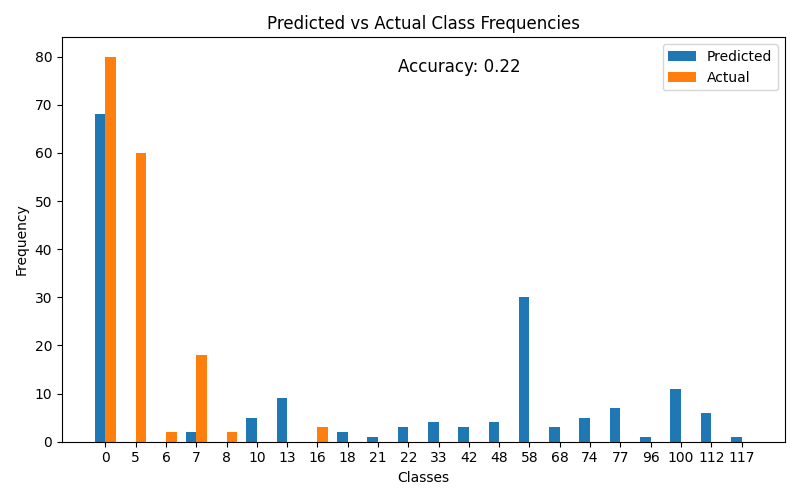 Predicted vs Actual Class Frequencies
Accuracy: 0.22
Predicted
Actual
80
70
60
50
40
30
20
10
0
Frequency
0 5 6 7 8 10 13 16 18 21 22 33 42 48 58 68 74 77 96 100 112 117
Classes